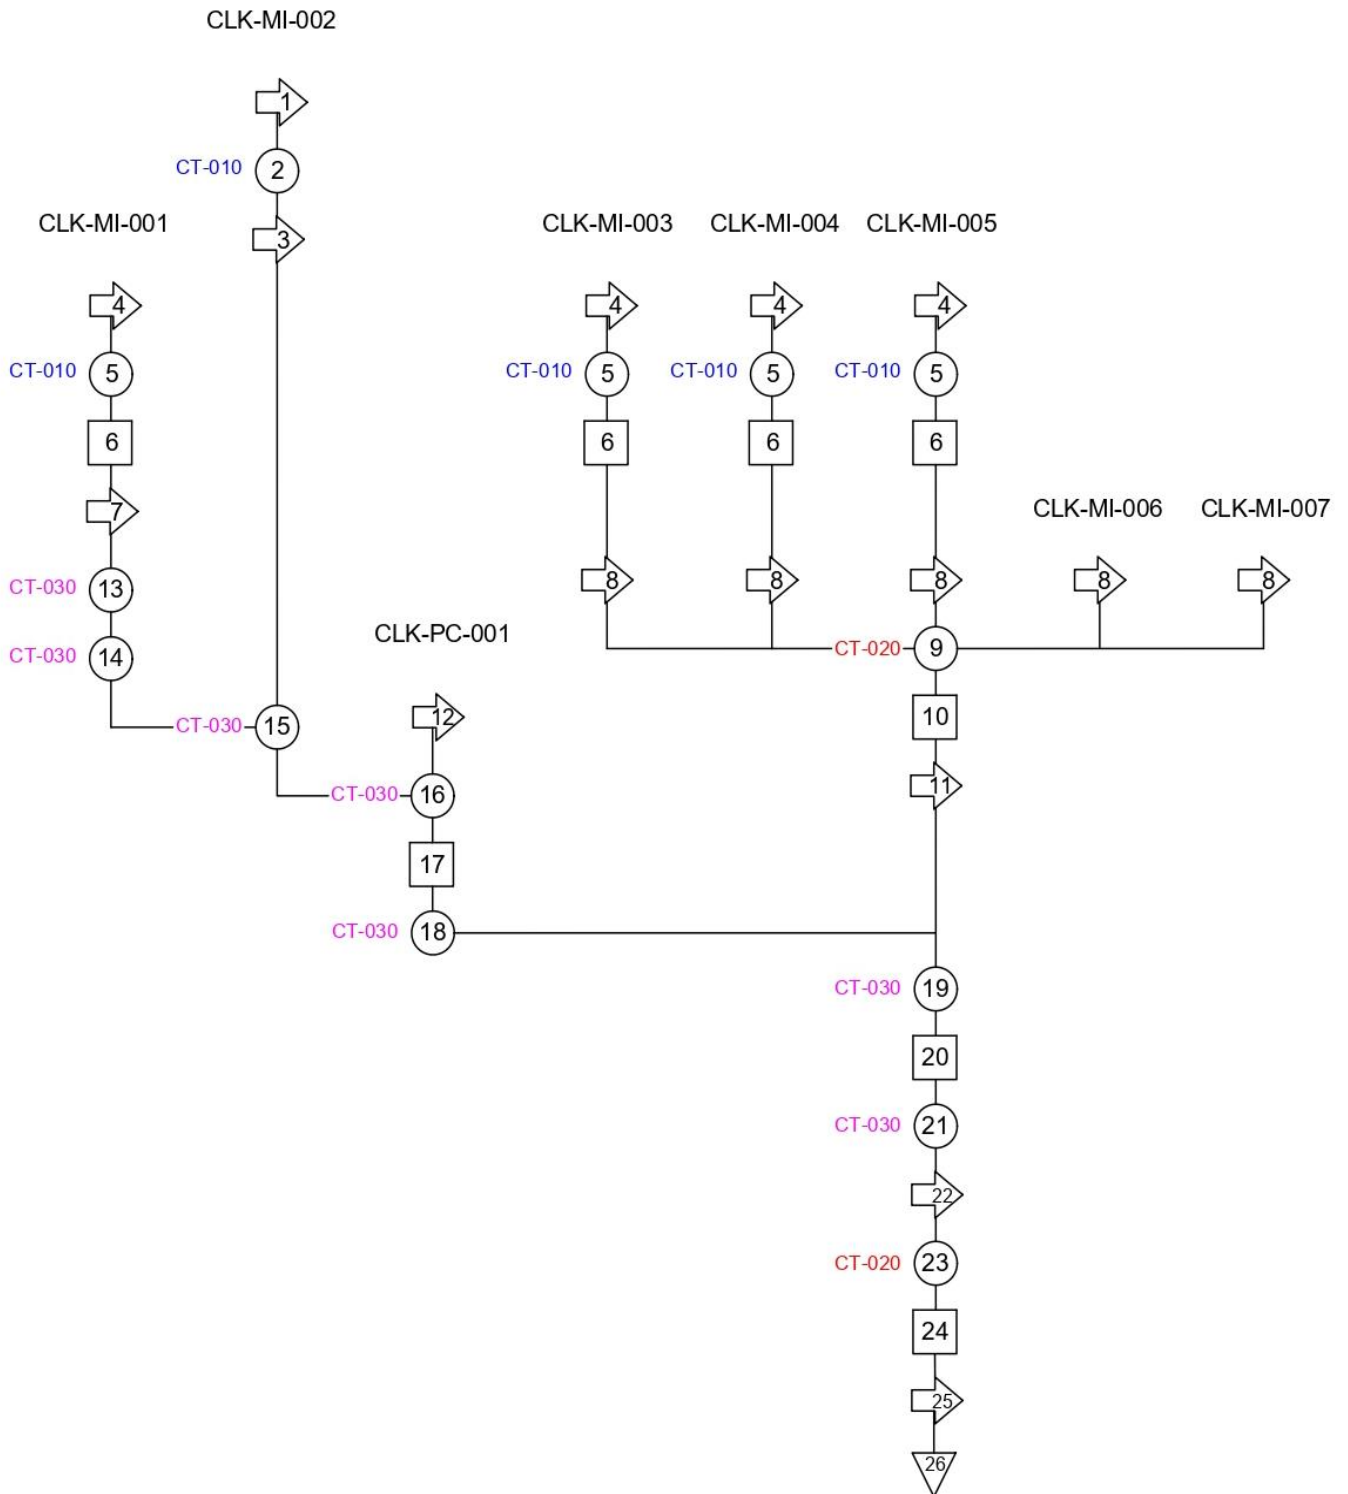 CLK-MI-002
1
CT-010 2
CLK-MI-001
3
CLK-MI-003 CLK-MI-004 CLK-MI-005
4 4 4 4
CT-010 5 CT-010 5 CT-010 5 CT-010 5
6 6 6 6
7
CLK-MI-006 CLK-MI-007
CT-030 13
8 8 8 8 8
CT-030 14
CLK-PC-001
CT-020 9
CT-030 15
12
10
CT-030 16
11
17
CT-030 18
CT-030 19
20
CT-030 21
22
CT-020 23
24
25
26